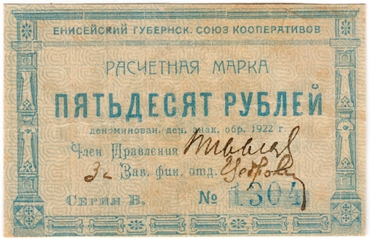 ЕНИСЕЙСКИЙ ГУБЕРНСК. СОЮЗ КООПЕРАТИВОВ
РАСЧЕТНАЯ МАРКА
ПЯТЬДЕСЯТ РУБЛЕЙ
деноминован. ден. знак. обр. 1922 г.
Член Правления
Зав. фин. отд.
Серия В. № 1304